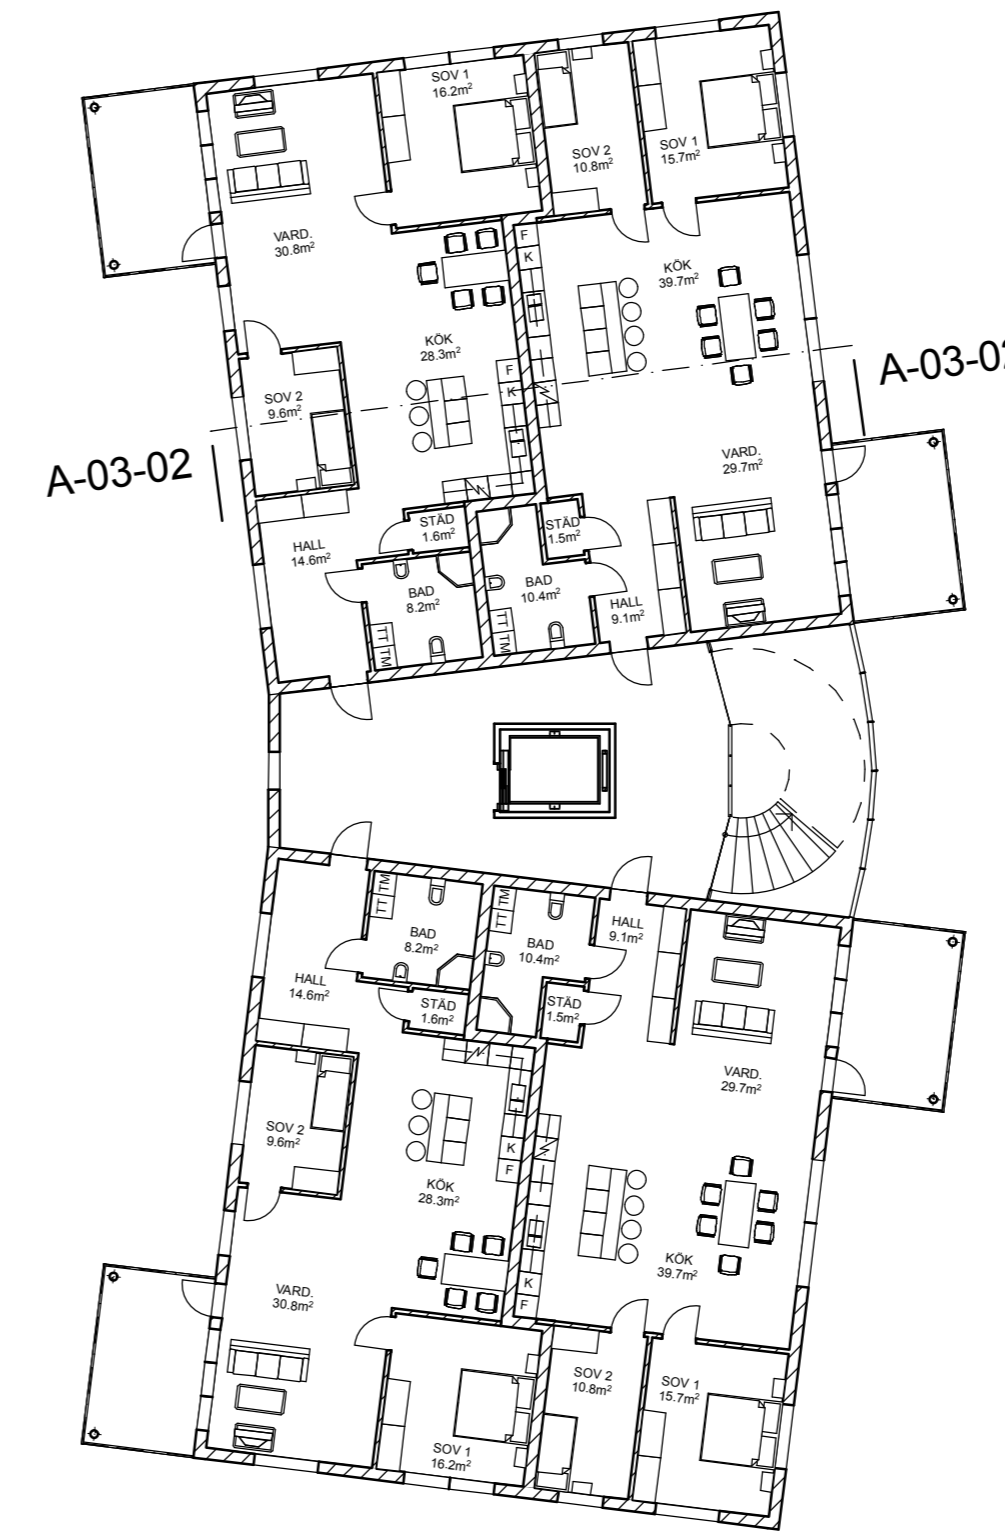 SOV 1
16.2m²
SOV 2
10.8m²
SOV 1
15.7m²
VARD.
30.8m²
F
K
KÖK
39.7m²
KÖK
28.3m²
F
K
SOV 2
9.6m²
A-03-02
A-03-02
VARD.
29.7m²
HALL
14.6m²
STÄD
1.6m²
STÄD
1.5m²
BAD
8.2m²
BAD
10.4m²
HALL
9.1m²
TT
TM
TT
TM
TM
TT
TM
TT
BAD
8.2m²
BAD
10.4m²
HALL
9.1m²
HALL
14.6m²
STÄD
1.6m²
STÄD
1.5m²
VARD.
29.7m²
SOV 2
9.6m²
K
F
KÖK
28.3m²
KÖK
39.7m²
K
F
VARD.
30.8m²
SOV 1
16.2m²
SOV 2
10.8m²
SOV 1
15.7m²